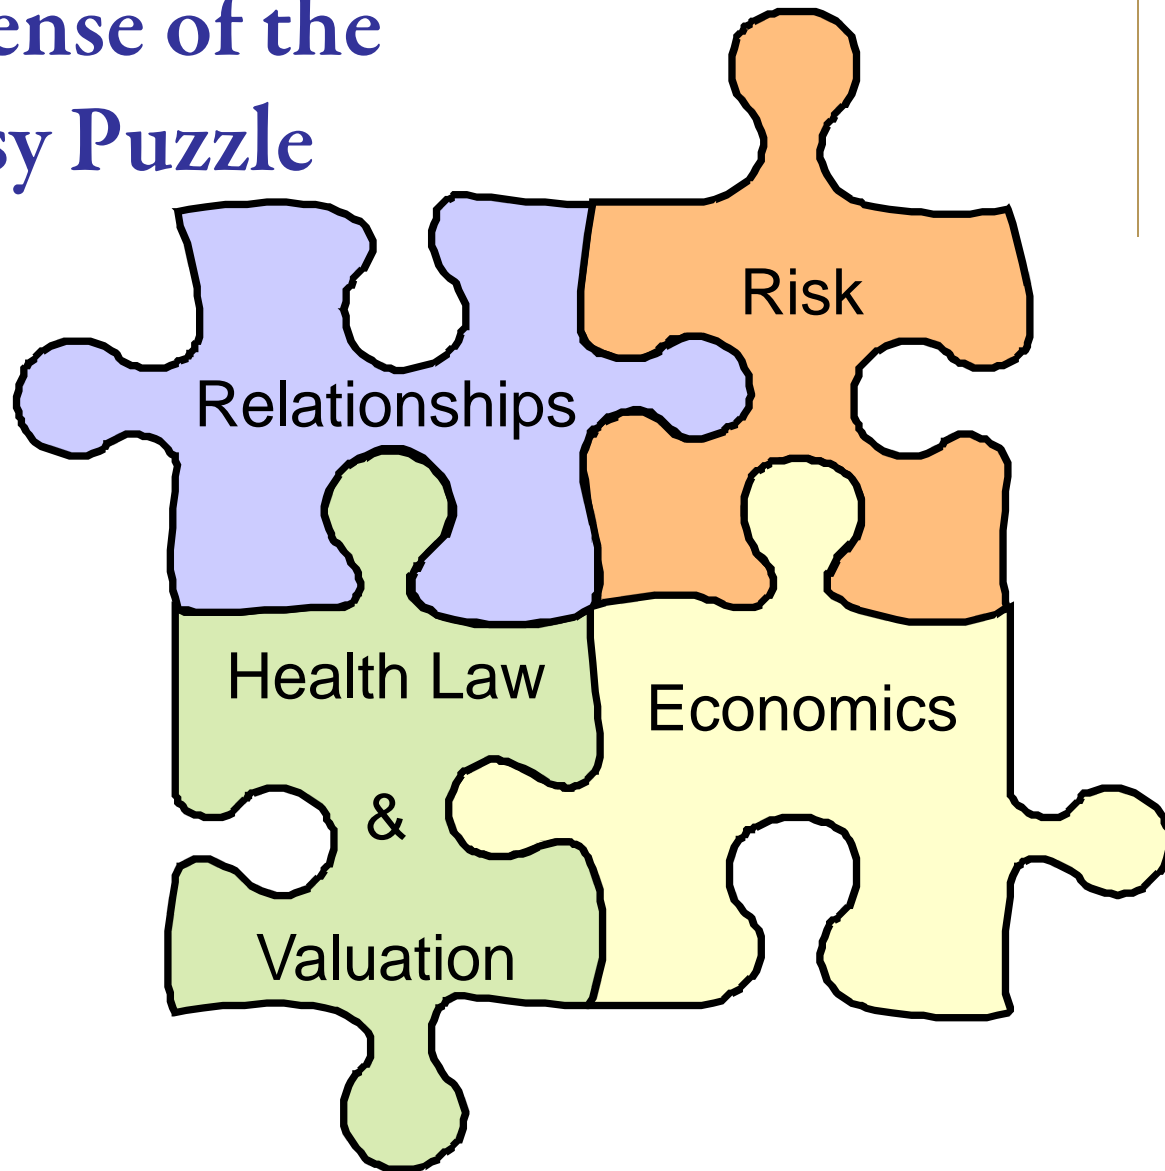 ense of the
sy Puzzle
Risk
Relationships
Health Law
Economics
&
Valuation